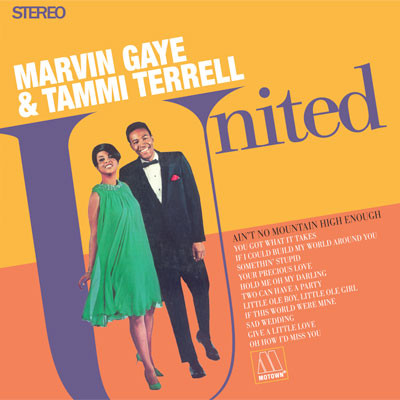 STEREO
MARVIN GAYE
& TAMMI TERRELL
United
AIN'T NO MOUNTAIN HIGH ENOUGH
YOU GOT WHAT IT TAKES
IF I COULD BUILD MY WORLD AROUND YOU
SOMETHIN' STUPID
YOUR PRECIOUS LOVE
HOLD ME OH MY DARLING
TWO CAN HAVE A PARTY
LITTLE OLE BOY, LITTLE OLE GIRL
IF THIS WORLD WERE MINE
SAD WEDDING
GIVE A LITTLE LOVE
OH HOW I'D MISS YOU
M
MOTOWN